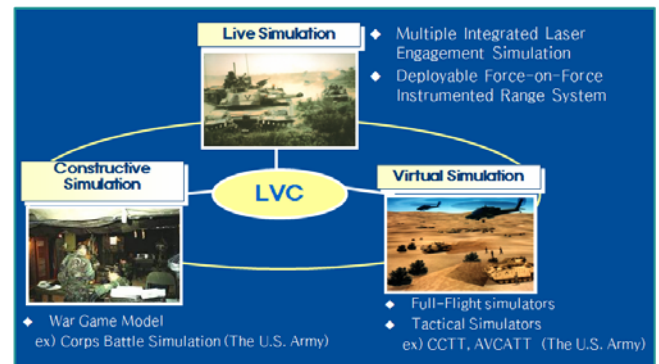 Live Simulation
◆ Multiple Integrated Laser
Engagement Simulation
◆ Deployable Force-on-Force
Instrumented Range System
Constructive
Simulation
LVC
Virtual Simulation
◆ War Game Model
ex) Corps Battle Simulation (The U.S. Army)
◆ Full-Flight simulators
◆ Tactical Simulators
ex) CCTT, AVCATT (The U.S. Army)